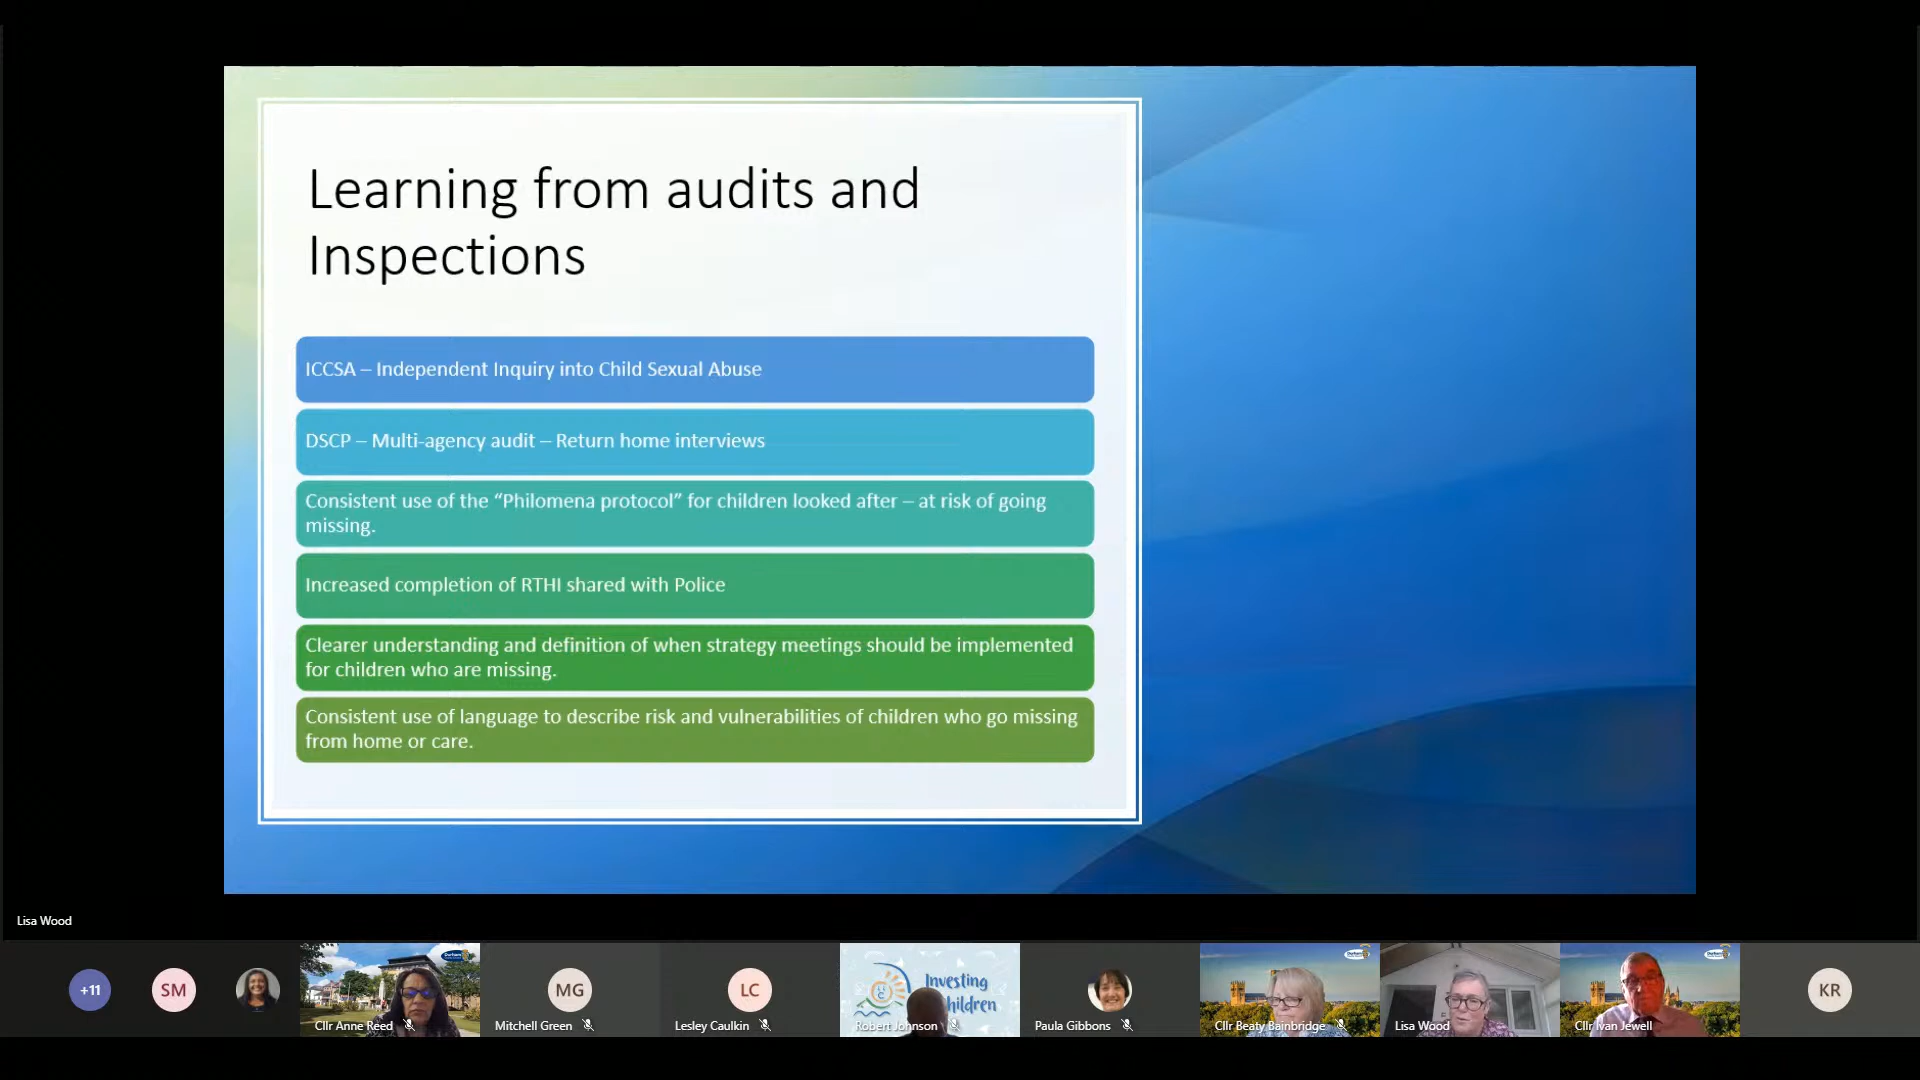 Learning from audits and
Inspections
ICCSA – Independent Inquiry into Child Sexual Abuse
DSCP – Multi-agency audit – Return home interviews
Consistent use of the “Philomena protocol” for children looked after – at risk of going
missing.
Increased completion of RTHI shared with Police
Clearer understanding and definition of when strategy meetings should be implemented
for children who are missing.
Consistent use of language to describe risk and vulnerabilities of children who go missing
from home or care.
Lisa Wood
+11
SM
Cllr Anne Reed
MG
Mitchell Green
LC
Lesley Caulkin
Investing
Children
Robert Johnson
Paula Gibbons
Cllr Beaty Bainbridge
Lisa Wood
Cllr Ivan Jewell
KR